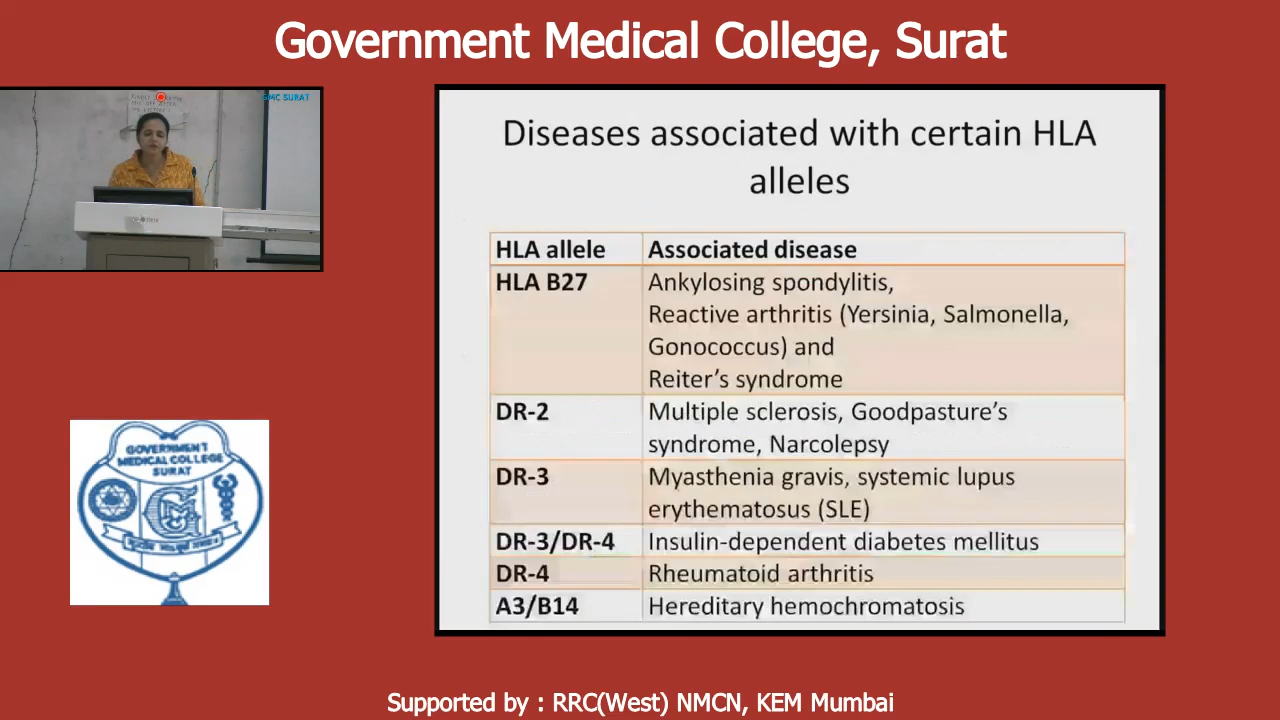 Government Medical College, Surat
GMC SURAT
Diseases associated with certain HLA
alleles
HLA allele Associated disease
HLA B27 Ankylosing spondylitis,
Reactive arthritis (Yersinia, Salmonella,
Gonococcus) and
Reiter's syndrome
DR-2 Multiple sclerosis, Goodpasture's
syndrome, Narcolepsy
DR-3 Myasthenia gravis, systemic lupus
erythematosus (SLE)
DR-3/DR-4 Insulin-dependent diabetes mellitus
DR-4 Rheumatoid arthritis
A3/B14 Hereditary hemochromatosis
GOVERNMENT
MEDICAL COLLEGE
SURAT
Supported by : RRC(West) NMCN, KEM Mumbai